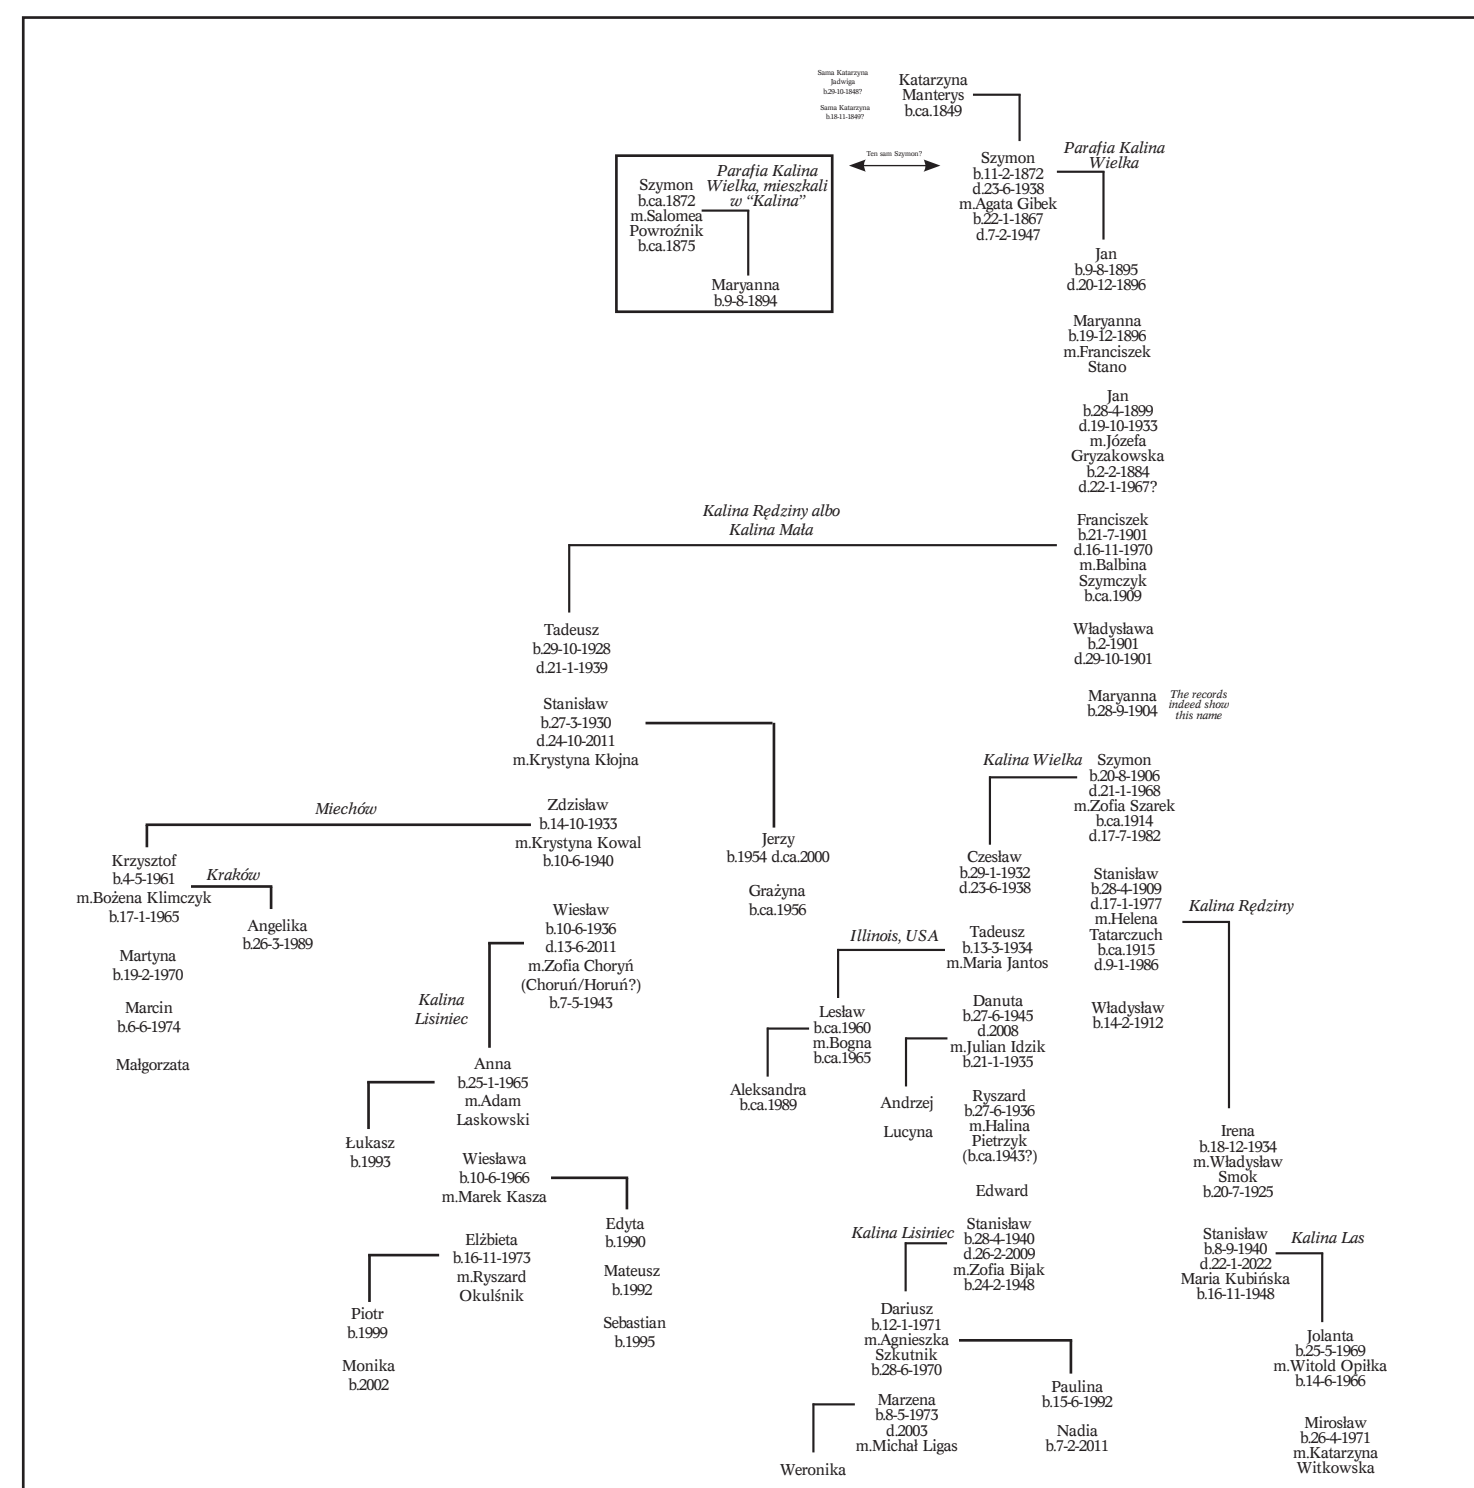 Sama Katarzyna
Jadwiga
b.29-10-1848?
Sama Katarzyna
b.18-11-1849?
Katarzyna
Manterys
b.ca.1849
Ten sam Szymon?
Szymon
b.11-2-1872
d.23-6-1938
m.Agata Gibek
b.22-1-1867
d.7-2-1947
Parafia Kalina
Wielka
Szymon
b.ca.1872
m.Salomea
Powroźnik
b.ca.1875
Parafia Kalina
Wielka, mieszkali
w “Kalina”
Maryanna
b.9-8-1894
Jan
b.9-8-1895
d.20-12-1896
Maryanna
b.19-12-1896
m.Franciszek
Stano
Jan
b.28-4-1899
d.19-10-1933
m.Józefa
Gryzakowska
b.2-2-1884
d.22-1-1967?
Kalina Rędziny albo
Kalina Mała
Franciszek
b.21-7-1901
d.16-11-1970
m.Balbina
Szymczyk
b.ca.1909
Tadeusz
b.29-10-1928
d.21-1-1939
Władysława
b.2-1901
d.29-10-1901
Stanisław
b.27-3-1930
d.24-10-2011
m.Krystyna Kłojna
Maryanna
b.28-9-1904
The records
indeed show
this name
Kalina Wielka
Szymon
b.20-8-1906
d.21-1-1968
m.Zofia Szarek
b.ca.1914
d.17-7-1982
Miechów
Zdzisław
b.14-10-1933
m.Krystyna Kowal
b.10-6-1940
Jerzy
b.1954 d.ca.2000
Grażyna
b.ca.1956
Krzysztof
b.4-5-1961
m.Bożena Klimczyk
b.17-1-1965
Kraków
Angelika
b.26-3-1989
Martyna
b.19-2-1970
Marcin
b.6-6-1974
Małgorzata
Wiesław
b.10-6-1936
d.13-6-2011
m.Zofia Choryń
(Choruń/Horuń?)
b.7-5-1943
Kalina
Lisiniec
Czesław
b.29-1-1932
d.23-6-1938
Stanisław
b.28-4-1909
d.17-1-1977
m.Helena
Tatarczuch
b.ca.1915
d.9-1-1986
Kalina Rędziny
Illinois, USA
Tadeusz
b.13-3-1934
m.Maria Jantos
Władysław
b.14-2-1912
Lesław
b.ca.1960
m.Bogna
b.ca.1965
Danuta
b.27-6-1945
d.2008
m.Julian Idzik
b.21-1-1935
Anna
b.25-1-1965
m.Adam
Laskowski
Aleksandra
b.ca.1989
Andrzej
Lucyna
Ryszard
b.27-6-1936
m.Halina
Pietrzyk
(b.ca.1943?)
Łukasz
b.1993
Irena
b.18-12-1934
m.Władysław
Smok
b.20-7-1925
Wiesława
b.10-6-1966
m.Marek Kasza
Edward
Edyta
b.1990
Mateusz
b.1992
Sebastian
b.1995
Elżbieta
b.16-11-1973
m.Ryszard
Okulśnik
Kalina Lisiniec
Stanisław
b.28-4-1940
d.26-2-2009
m.Zofia Bijak
b.24-2-1948
Stanisław
b.8-9-1940
d.22-1-2022
Maria Kubińska
b.16-11-1948
Kalina Las
Piotr
b.1999
Monika
b.2002
Dariusz
b.12-1-1971
m.Agnieszka
Szkutnik
b.28-6-1970
Jolanta
b.25-5-1969
m.Witold Opiłka
b.14-6-1966
Paulina
b.15-6-1992
Nadia
b.7-2-2011
Marzena
b.8-5-1973
d.2003
m.Michał Ligas
Weronika
Mirosław
b.26-4-1971
m.Katarzyna
Witkowska